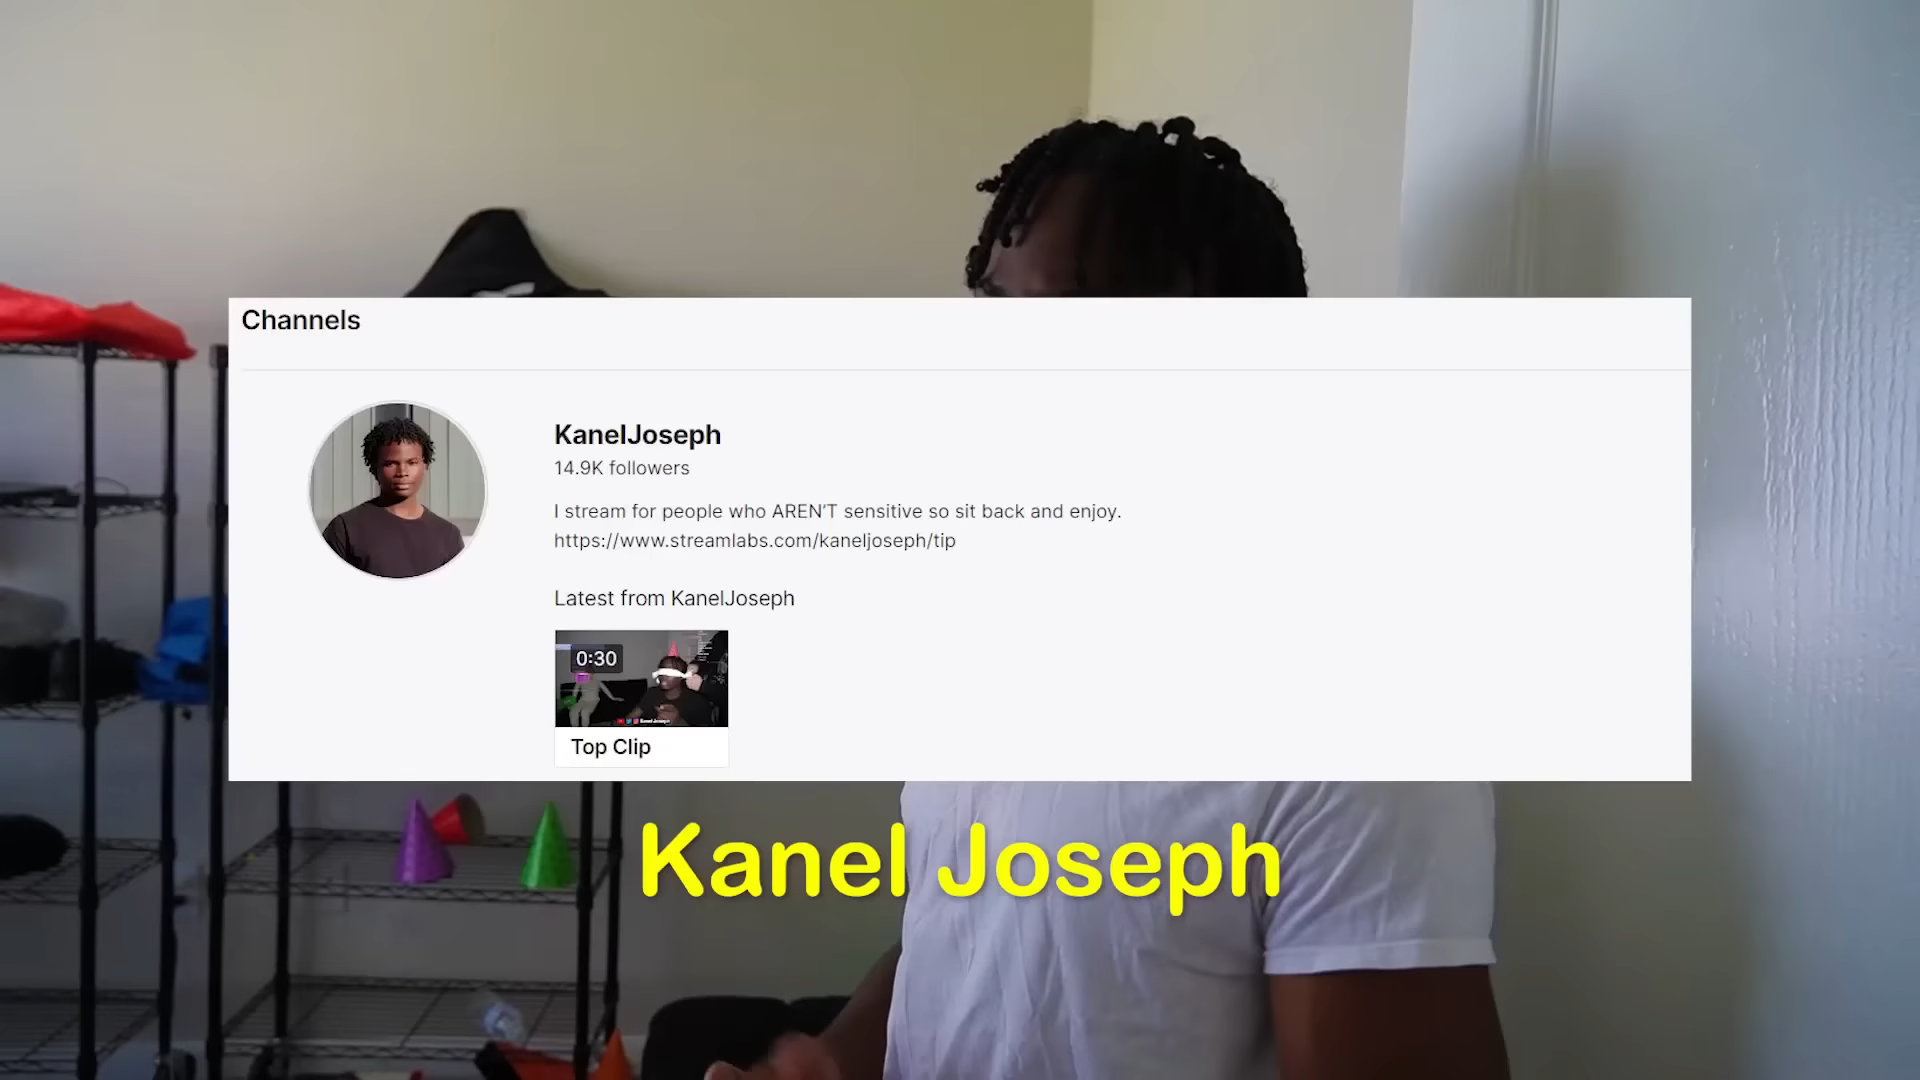 Channels
KanelJoseph
14.9K followers
I stream for people who AREN'T sensitive so sit back and enjoy.
https://www.streamlabs.com/kaneljoseph/tip
Latest from KanelJoseph
0:30
Top Clip
Kanel Joseph